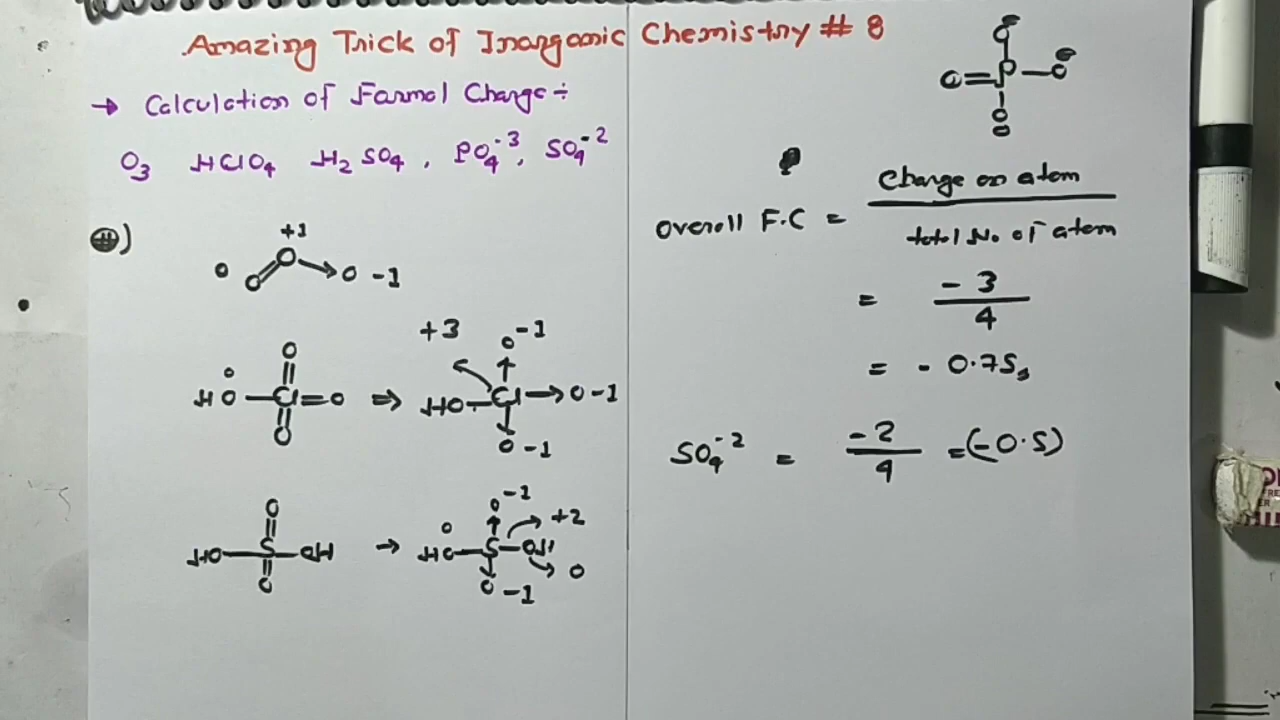 Amazing Trick of Inorganic Chemistry # 8
→ Calculation of Formal Charge ÷
O3 HClO4 H2SO4, PO4-3, SO4-2
#)
+1
O O → O -1
+3 O -1
O
HO - Cl = O ⇒ HO - Cl → O -1
O O -1
O O -1 +2
HO - S - OH → HO - S - OH
O O -1 O
O
O = P - O
O
Overall F.C = Charge on atom / total No. of atom
= -3 / 4
= -0.75,
SO4-2 = -2 / 4 = (-0.5)